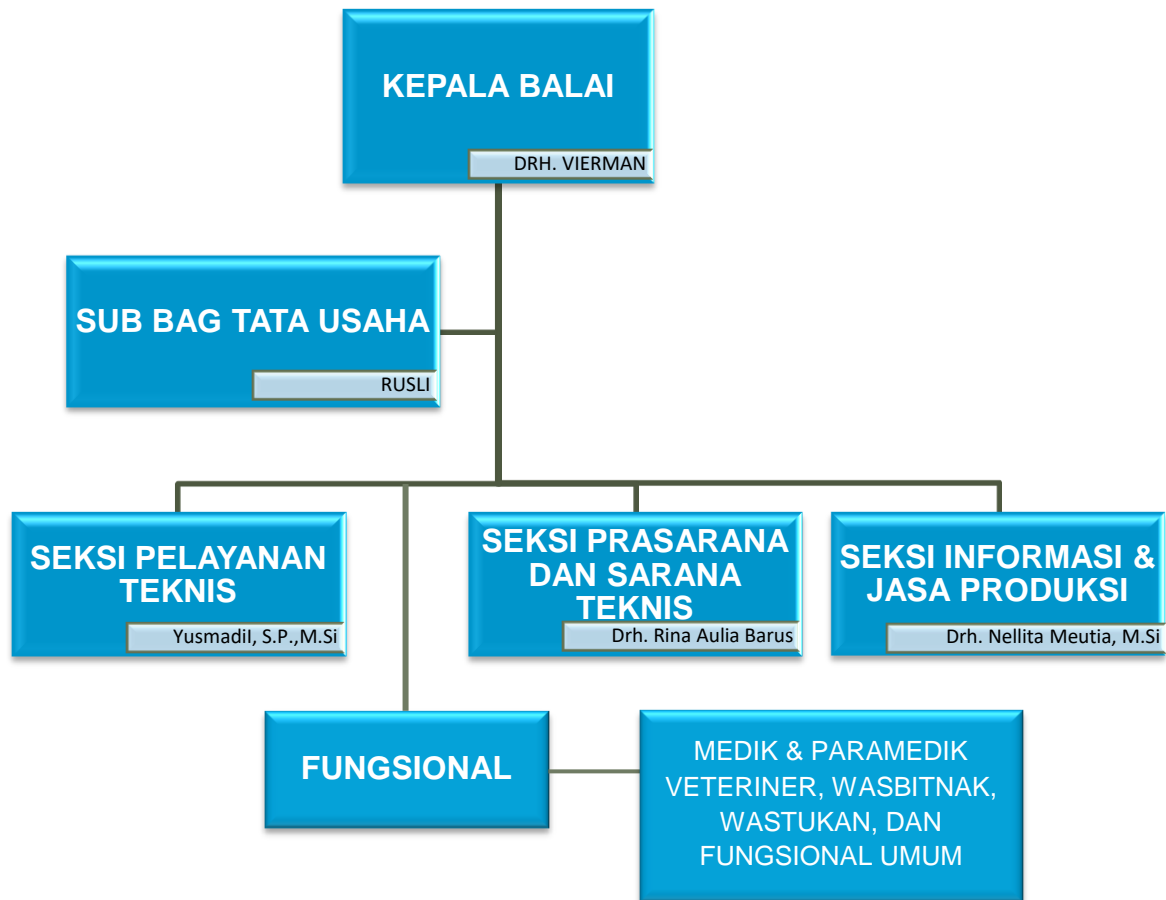 KEPALA BALAI
DRH. VIERMAN
SUB BAG TATA USAHA
RUSLI
SEKSI PELAYANAN
TEKNIS
YusmadiI, S.P.,M.Si
SEKSI PRASARANA
DAN SARANA
TEKNIS
Drh. Rina Aulia Barus
SEKSI INFORMASI &
JASA PRODUKSI
Drh. Nellita Meutia, M.Si
FUNGSIONAL
MEDIK & PARAMEDIK
VETERINER, WASBITNAK,
WASTUKAN, DAN
FUNGSIONAL UMUM